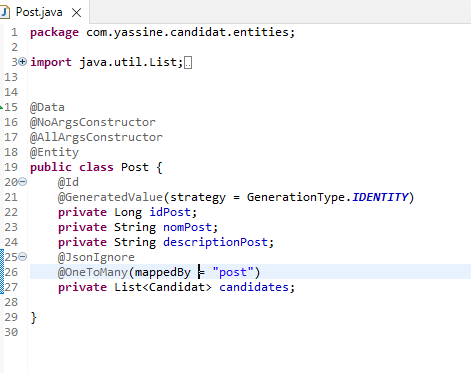 Post.java
1 package com.yassine.candidat.entities;
2
3 import java.util.List;
13
14
15 @Data
16 @NoArgsConstructor
17 @AllArgsConstructor
18 @Entity
19 public class Post {
20 @Id
21 @GeneratedValue(strategy = GenerationType.IDENTITY)
22 private Long idPost;
23 private String nomPost;
24 private String descriptionPost;
25 @JsonIgnore
26 @OneToMany(mappedBy = "post")
27 private List<Candidat> candidates;
28
29 }
30